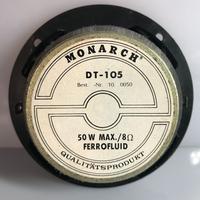 MONARCH
DT-105
Best.-Nr. 10.0050
50 W MAX./8Ω
FERROFLUID
QUALITÄTSPRODUKT